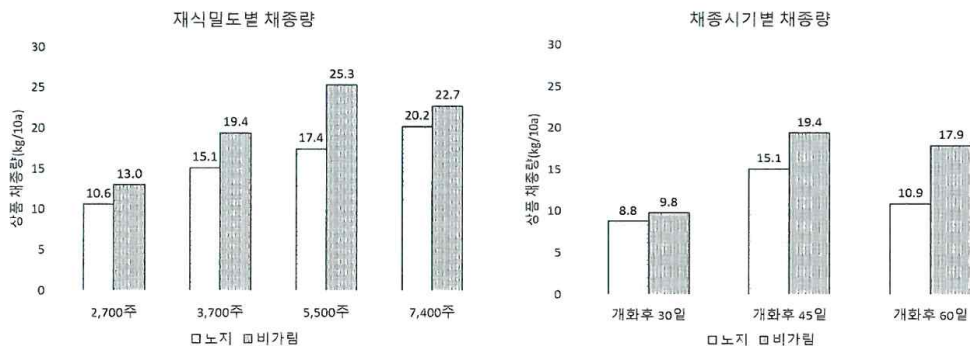 재식밀도별 채종량
상품 채종량(kg/10a)
30
25
20
15
10
5
0
10.6
13.0
15.1
19.4
17.4
25.3
20.2
22.7
2,700주
3,700주
5,500주
7,400주
노지 비가림
채종시기별 채종량
상품 채종량(kg/10a)
30
25
20
15
10
5
0
8.8
9.8
15.1
19.4
10.9
17.9
개화후 30일
개화후 45일
개화후 60일
노지 비가림